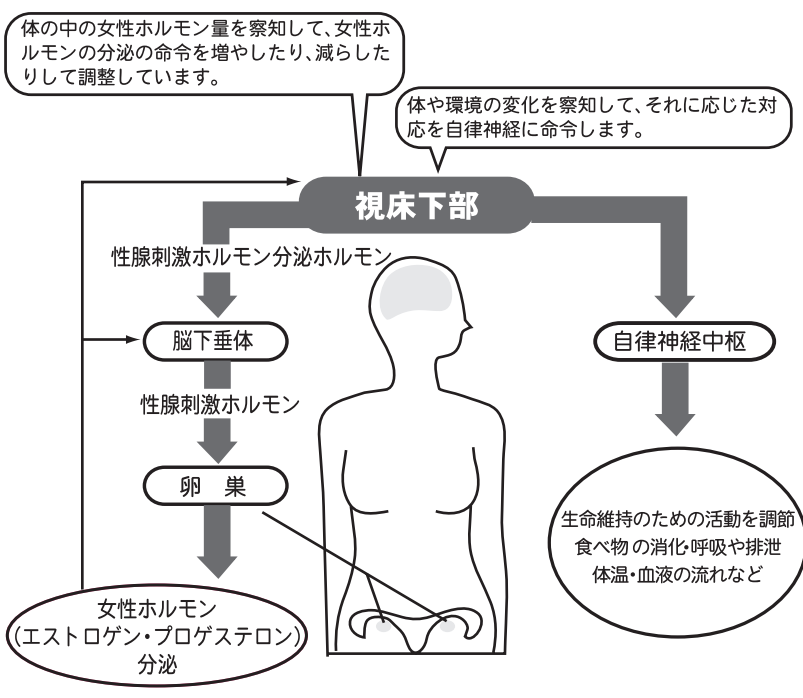 体の中の女性ホルモン量を察知して、女性ホ
ルモンの分泌の命令を増やしたり、減らした
りして調整しています。
体や環境の変化を察知して、それに応じた対
応を自律神経に命令します。
視床下部
性腺刺激ホルモン分泌ホルモン
脳下垂体
自律神経中枢
性腺刺激ホルモン
卵 巣
生命維持のための活動を調節
食べ物の消化・呼吸や排泄
体温・血液の流れなど
女性ホルモン
(エストロゲン・プロゲステロン)
分泌